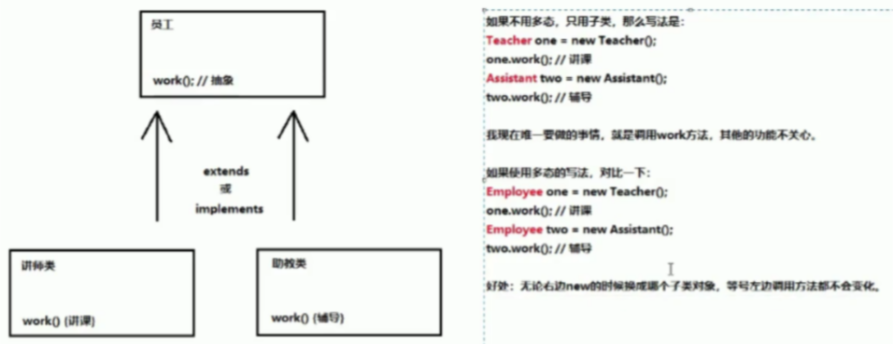 员工
work(); // 抽象
extends
或
implements
讲师类
work() (讲课)
助教类
work() (辅导)
如果不用多态，只用子类，那么写法是：
Teacher one = new Teacher();
one.work(); // 讲课
Assistant two = new Assistant();
two.work(); // 辅导
我现在唯一要做的事情，就是调用work方法，其他的功能不关心。
如果使用多态的写法，对比一下：
Employee one = new Teacher();
one.work(); // 讲课
Employee two = new Assistant();
two.work(); // 辅导
好处：无论右边new的时候换成哪个子类对象，等号左边调用方法都不会变化。